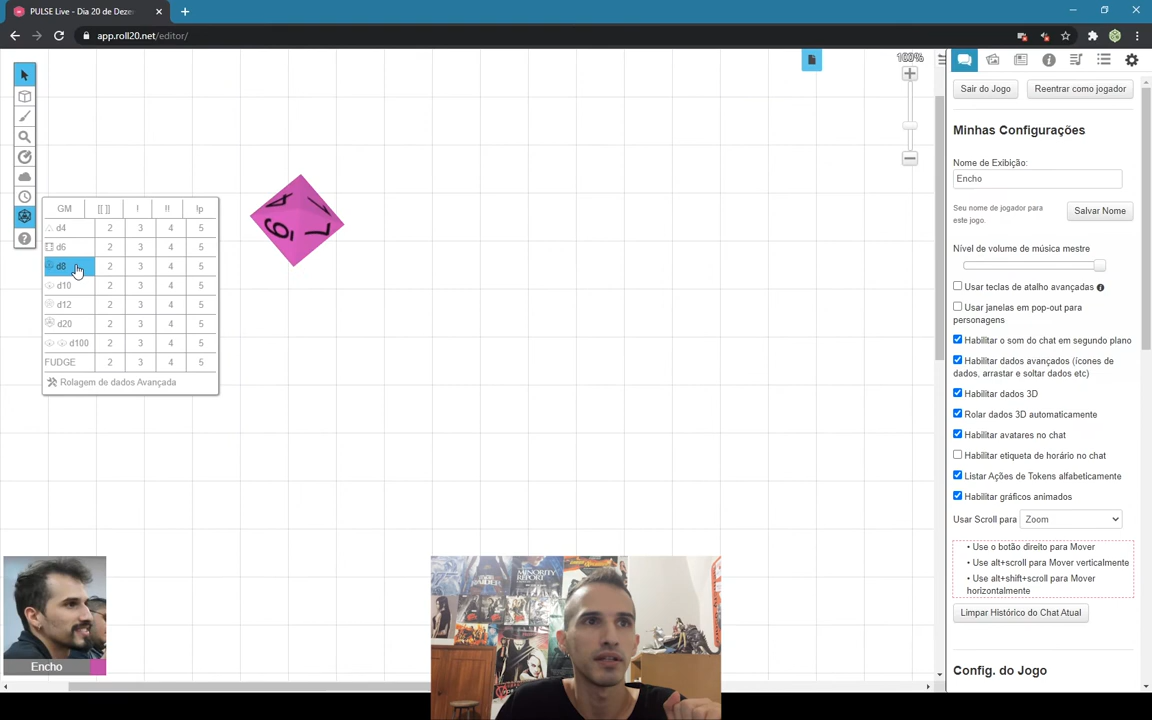 PULSE Live - Dia 20 de Deze
app.roll20.net/editor/
100%
GM [[ ]] ! !! !p
d4 2 3 4 5
d6 2 3 4 5
d8 2 3 4 5
d10 2 3 4 5
d12 2 3 4 5
d20 2 3 4 5
d100 2 3 4 5
FUDGE 2 3 4 5
Rolagem de dados Avançada
Encho
MINORITY
REPORT
Sair do Jogo
Reentrar como jogador
Minhas Configurações
Nome de Exibição:
Encho
Seu nome de jogador para
este jogo.
Salvar Nome
Nível de volume de música mestre
Usar teclas de atalho avançadas
Usar janelas em pop-out para
personagens
Habilitar o som do chat em segundo plano
Habilitar dados avançados (ícones de
dados, arrastar e soltar dados etc)
Habilitar dados 3D
Rolar dados 3D automaticamente
Habilitar avatares no chat
Habilitar etiqueta de horário no chat
Listar Ações de Tokens alfabeticamente
Habilitar gráficos animados
Usar Scroll para Zoom
• Use o botão direito para Mover
• Use alt+scroll para Mover verticalmente
• Use alt+shift+scroll para Mover
horizontalmente
Limpar Histórico do Chat Atual
Config. do Jogo